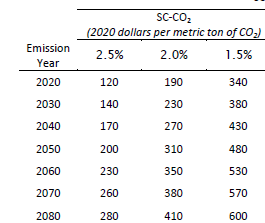 SC-CO₂
(2020 dollars per metric ton of CO₂)
Emission Year 2.5% 2.0% 1.5%
2020 120 190 340
2030 140 230 380
2040 170 270 430
2050 200 310 480
2060 230 350 530
2070 260 380 570
2080 280 410 600